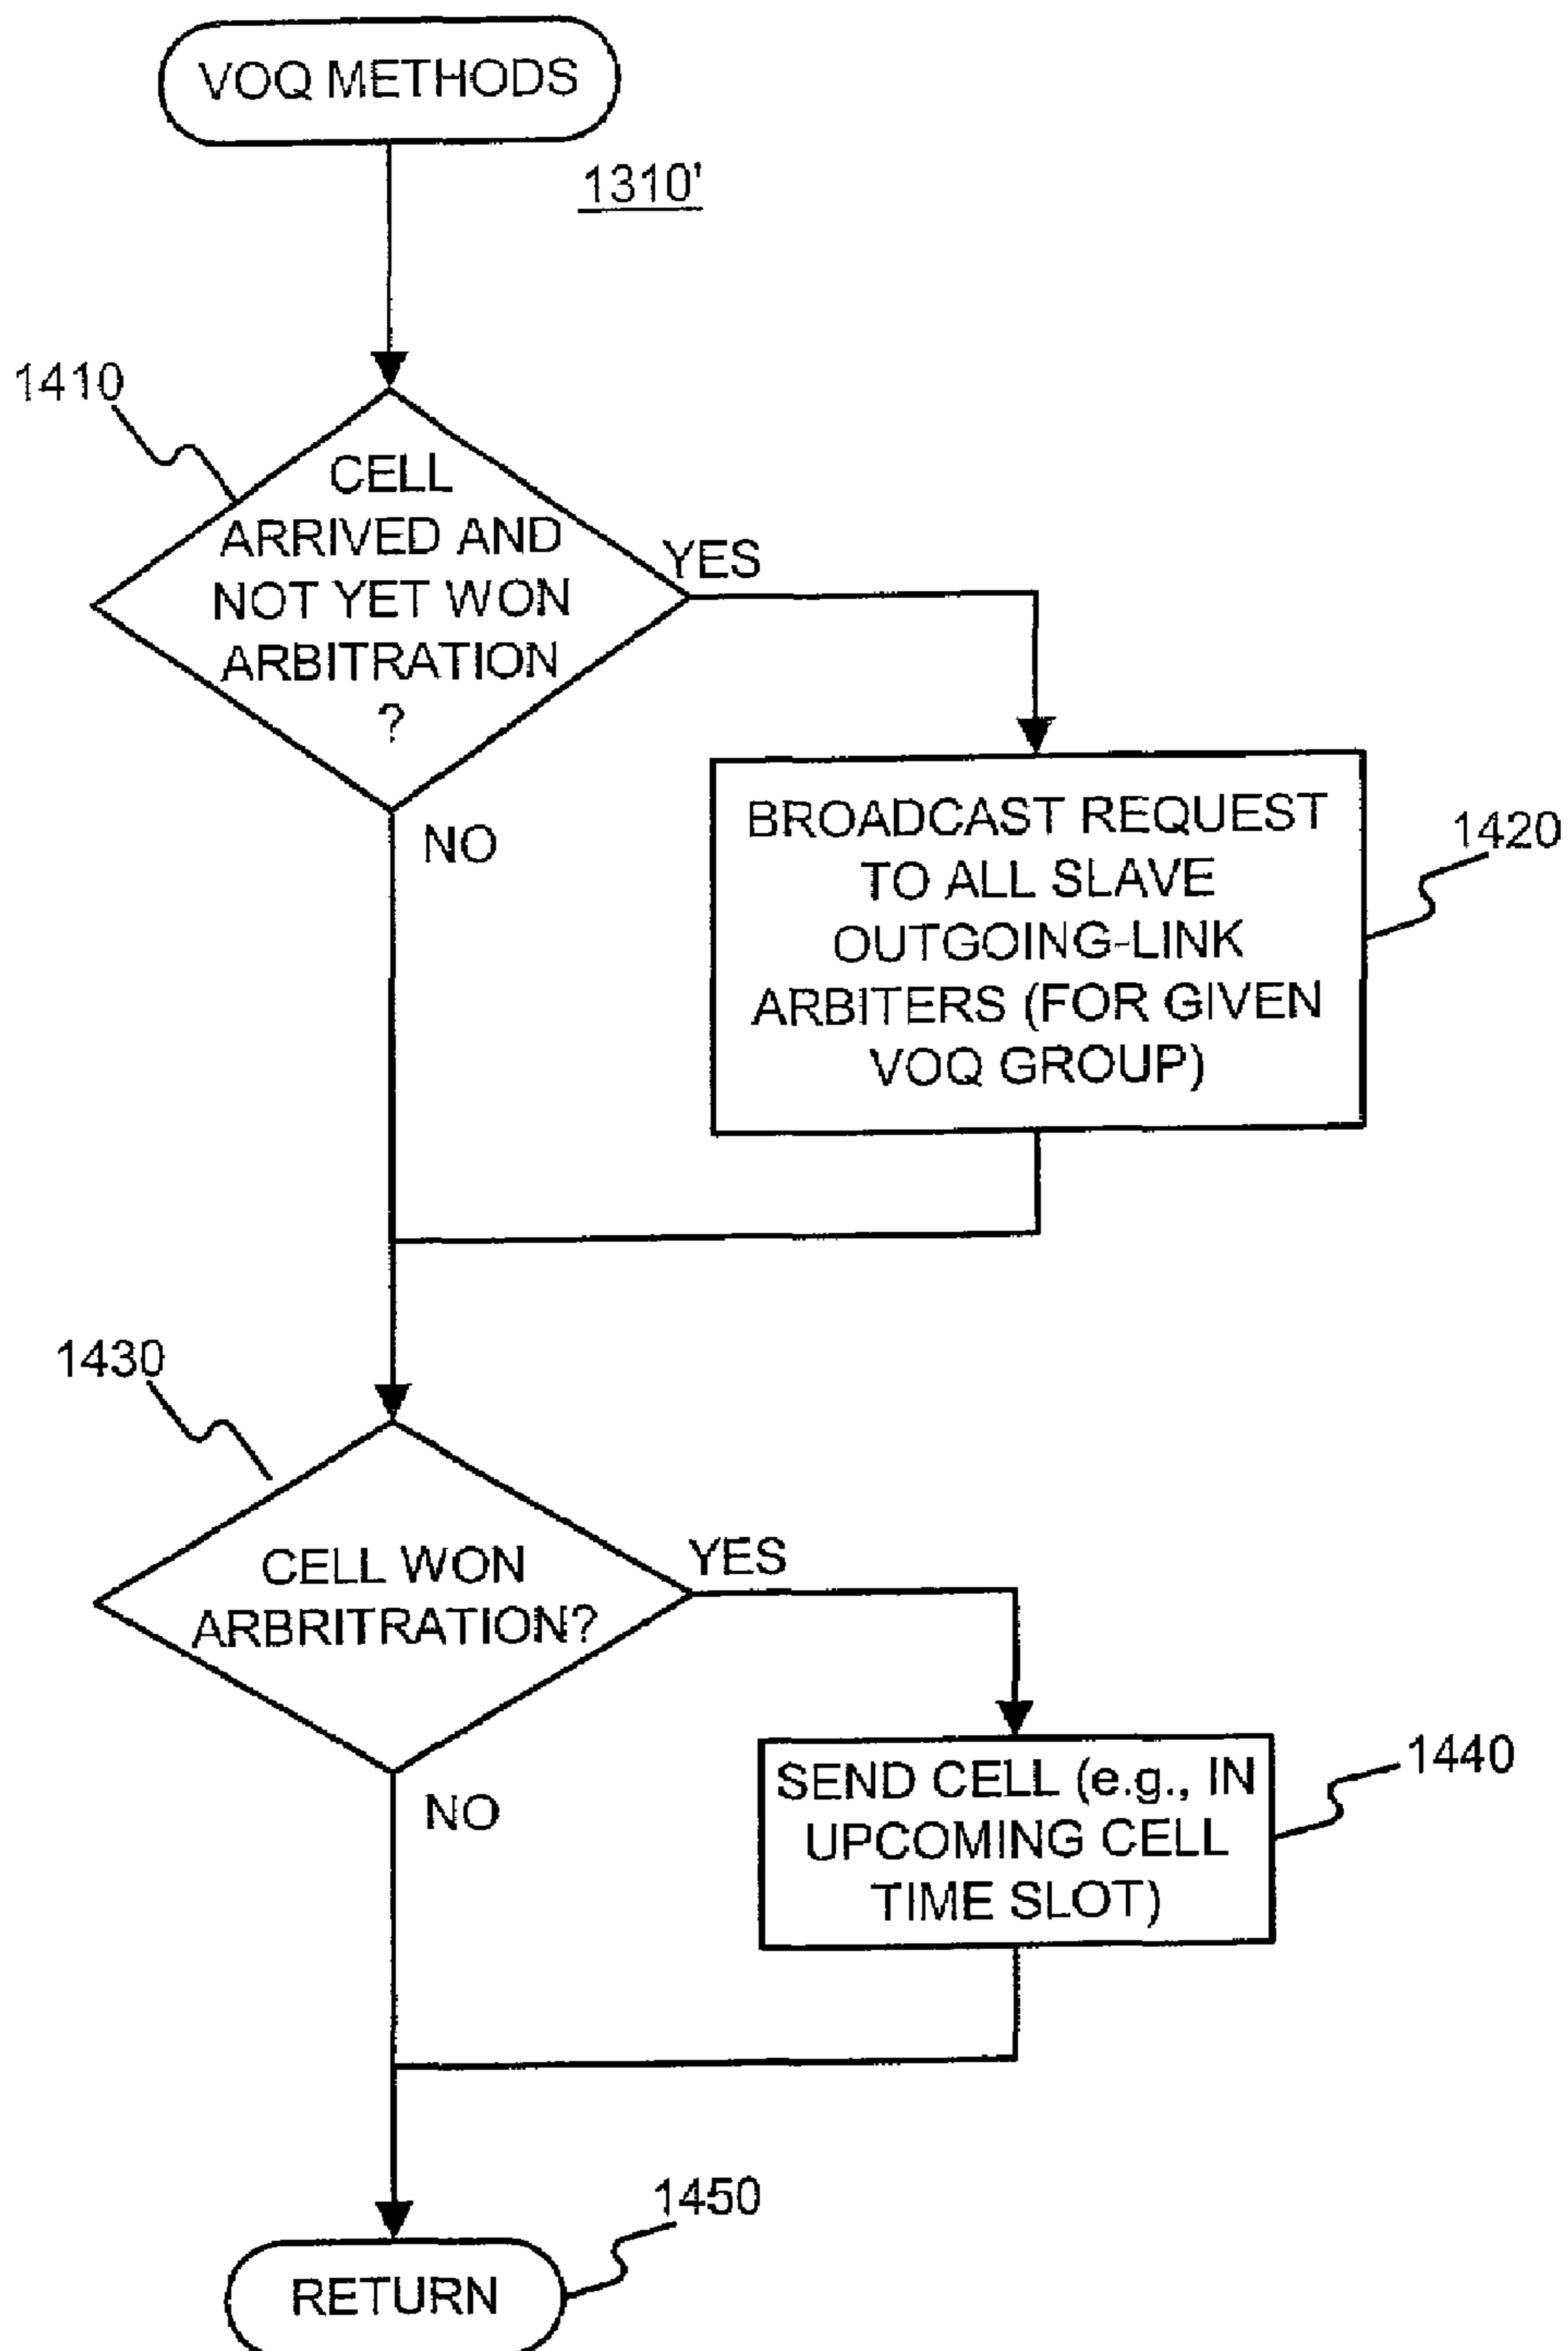 VOQ METHODS
1310'
1410
CELL
ARRIVED AND
NOT YET WON
ARBITRATION
?
YES
NO
BROADCAST REQUEST
TO ALL SLAVE
OUTGOING-LINK
ARBITERS (FOR GIVEN
VOQ GROUP)
1420
1430
CELL WON
ARBRITRATION?
YES
NO
SEND CELL (e.g., IN
UPCOMING CELL
TIME SLOT)
1440
1450
RETURN